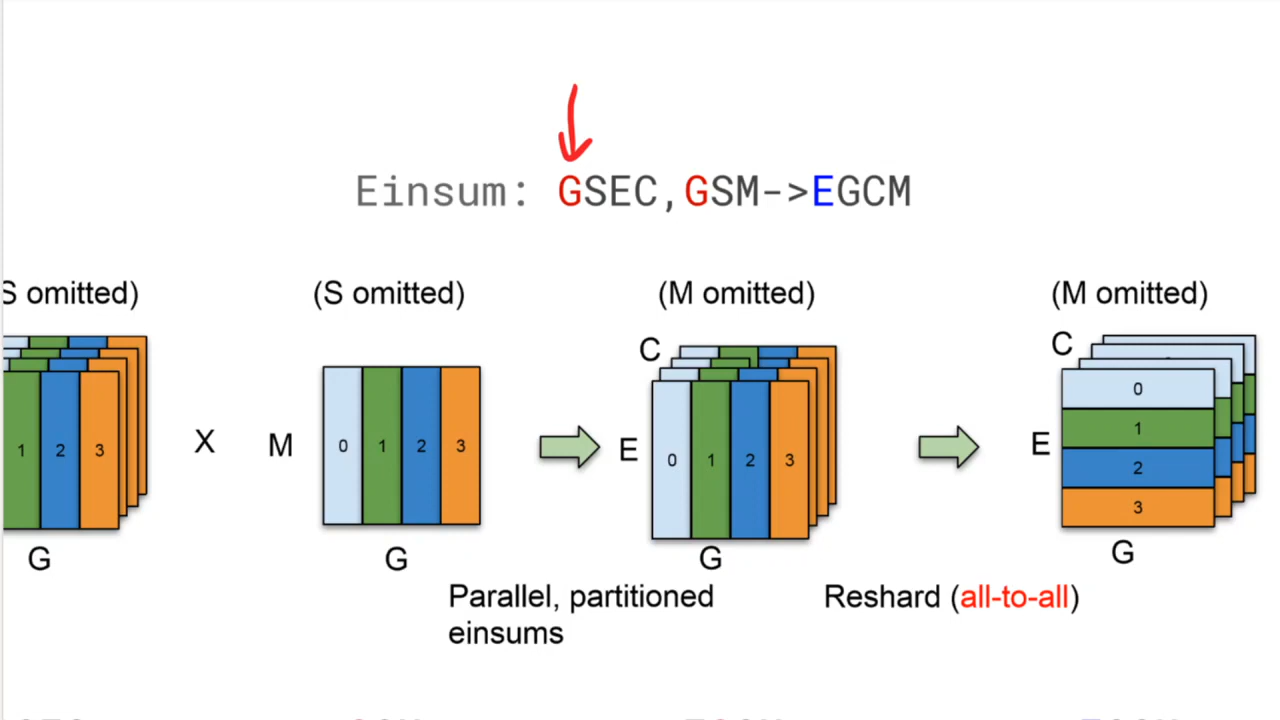 Einsum: GSEC,GSM->EGCM
S omitted)
(S omitted)
(M omitted)
(M omitted)
C
C
1 2 3
X
M
0 1 2 3
E
0 1 2 3
E
0
1
2
3
G
G
G
G
Parallel, partitioned
einsums
Reshard (all-to-all)